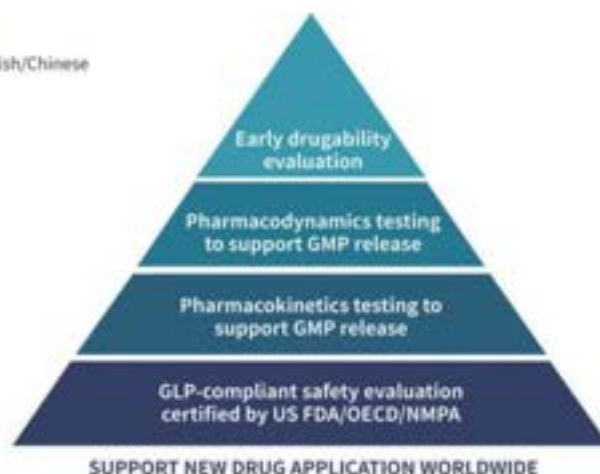 /Chinese
Early drugability
evaluation
Pharmacodynamics testing
to support GMP release
Pharmacokinetics testing to
support GMP release
GLP-compliant safety evaluation
certified by US FDA/OECD/NMPA
SUPPORT NEW DRUG APPLICATION WORLDWIDE